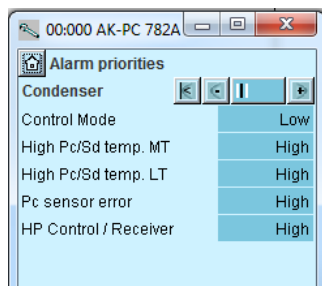 00:000 AK-PC 782A
Alarm priorities
Condenser
Control Mode Low
High Pc/Sd temp. MT High
High Pc/Sd temp. LT High
Pc sensor error High
HP Control / Receiver High